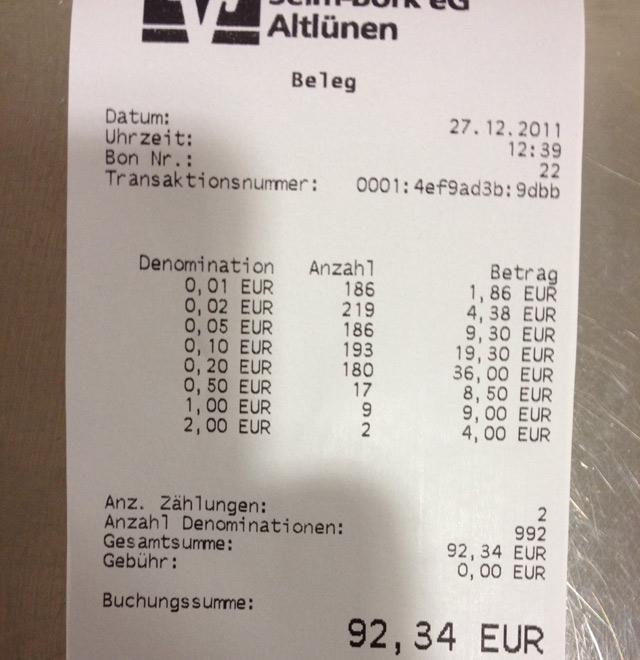 Selm-Bork eG
Altlünen
Beleg
Datum: 27.12.2011
Uhrzeit: 12:39
Bon Nr.: 22
Transaktionsnummer: 0001:4ef9ad3b:9dbb
Denomination Anzahl Betrag
0,01 EUR 186 1,86 EUR
0,02 EUR 219 4,38 EUR
0,05 EUR 186 9,30 EUR
0,10 EUR 193 19,30 EUR
0,20 EUR 180 36,00 EUR
0,50 EUR 17 8,50 EUR
1,00 EUR 9 9,00 EUR
2,00 EUR 2 4,00 EUR
Anz. Zählungen: 2
Anzahl Denominationen: 992
Gesamtsumme: 92,34 EUR
Gebühr: 0,00 EUR
Buchungssumme:
92,34 EUR